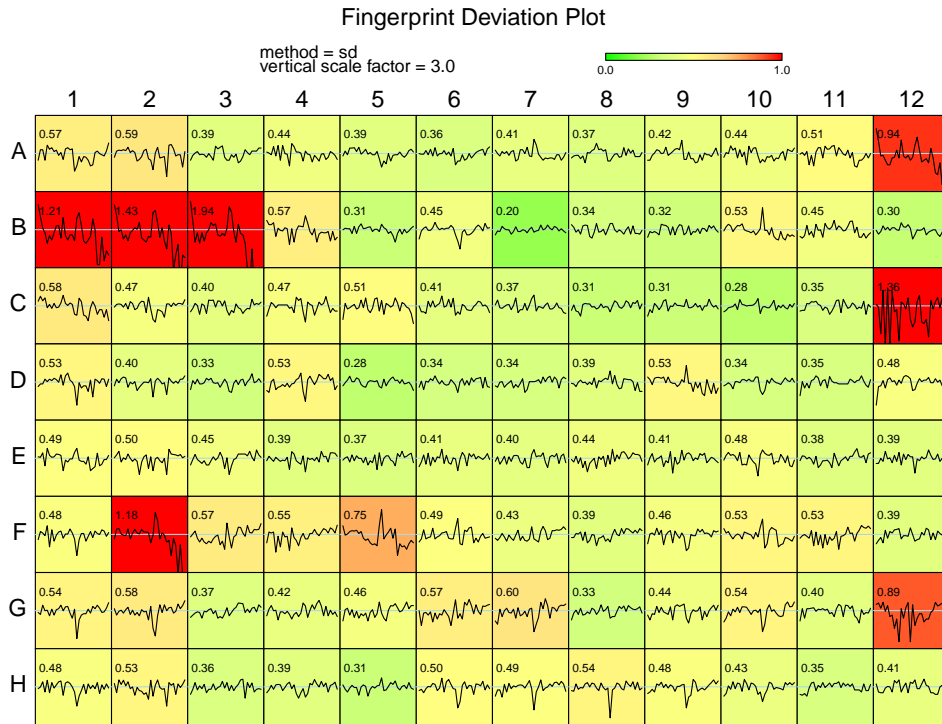 Fingerprint Deviation Plot
method = sd
vertical scale factor = 3.0
0.0 1.0
1 2 3 4 5 6 7 8 9 10 11 12
A 0.57 0.59 0.39 0.44 0.39 0.36 0.41 0.37 0.42 0.44 0.51 0.94
B 1.21 1.43 1.94 0.57 0.31 0.45 0.20 0.34 0.32 0.53 0.45 0.30
C 0.58 0.47 0.40 0.47 0.51 0.41 0.37 0.31 0.31 0.28 0.35 1.36
D 0.53 0.40 0.33 0.53 0.28 0.34 0.34 0.39 0.53 0.34 0.35 0.48
E 0.49 0.50 0.45 0.39 0.37 0.41 0.40 0.44 0.41 0.48 0.38 0.39
F 0.48 1.18 0.57 0.55 0.75 0.49 0.43 0.39 0.46 0.53 0.53 0.39
G 0.54 0.58 0.37 0.42 0.46 0.57 0.60 0.33 0.44 0.54 0.40 0.89
H 0.48 0.53 0.36 0.39 0.31 0.50 0.49 0.54 0.48 0.43 0.35 0.41